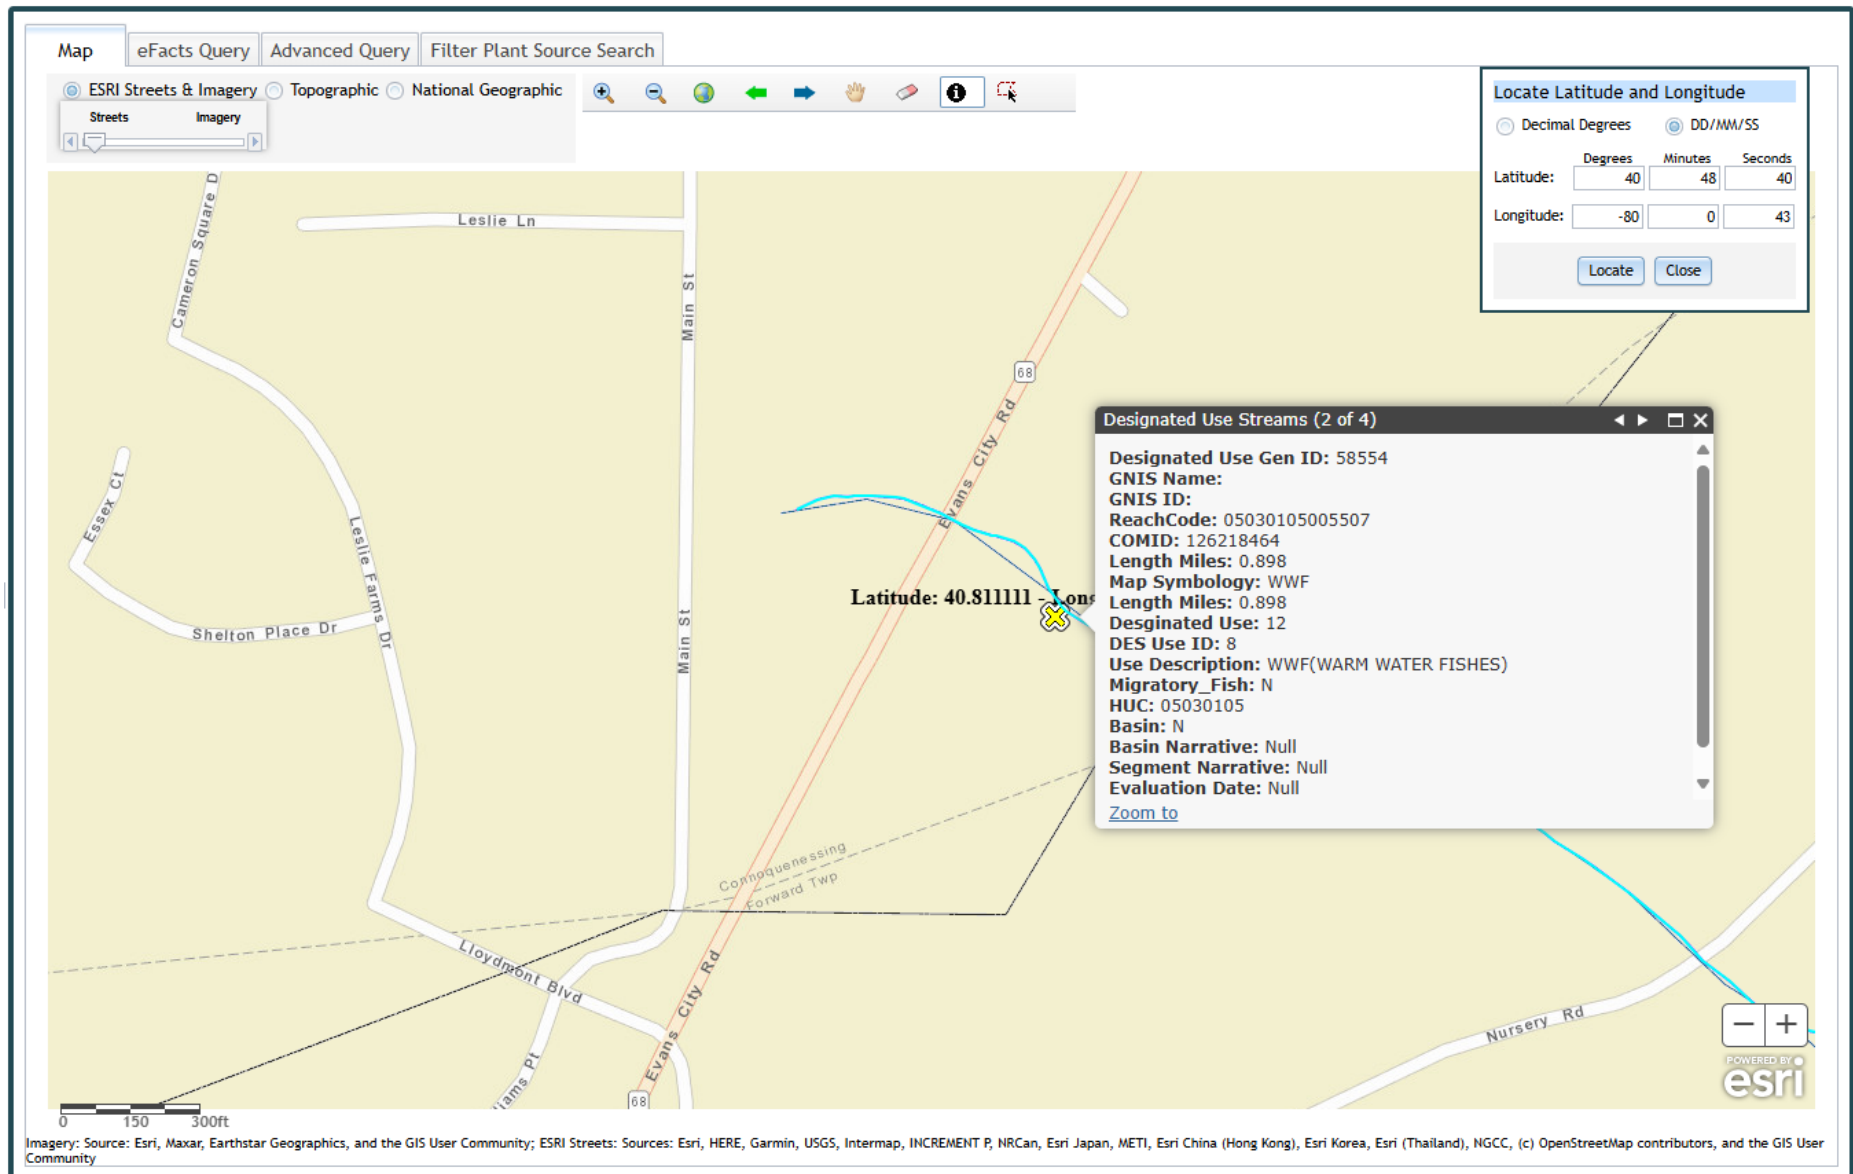 Map
eFacts Query
Advanced Query
Filter Plant Source Search
ESRI Streets & Imagery
Topographic
National Geographic
Streets
Imagery
Locate Latitude and Longitude
Decimal Degrees
DD/MM/SS
Degrees Minutes Seconds
Latitude: 40 48 40
Longitude: -80 0 43
Locate
Close
Cameron Square D
Leslie Ln
Main St
68
Evans City Rd
Essex Ct
Leslie Farms Dr
Shelton Place Dr
Main St
Latitude: 40.811111 - Long
Designated Use Streams (2 of 4)
Designated Use Gen ID: 58554
GNIS Name:
GNIS ID:
ReachCode: 05030105005507
COMID: 126218464
Length Miles: 0.898
Map Symbology: WWF
Length Miles: 0.898
Desginated Use: 12
DES Use ID: 8
Use Description: WWF(WARM WATER FISHES)
Migratory_Fish: N
HUC: 05030105
Basin: N
Basin Narrative: Null
Segment Narrative: Null
Evaluation Date: Null
Zoom to
Connoquenessing
Forward Twp
Lloydmont Blvd
Evans City Rd
iams Pt
68
Nursery Rd
POWERED BY
esri
0 150 300ft
Imagery: Source: Esri, Maxar, Earthstar Geographics, and the GIS User Community; ESRI Streets: Sources: Esri, HERE, Garmin, USGS, Intermap, INCREMENT P, NRCan, Esri Japan, METI, Esri China (Hong Kong), Esri Korea, Esri (Thailand), NGCC, (c) OpenStreetMap contributors, and the GIS User
Community